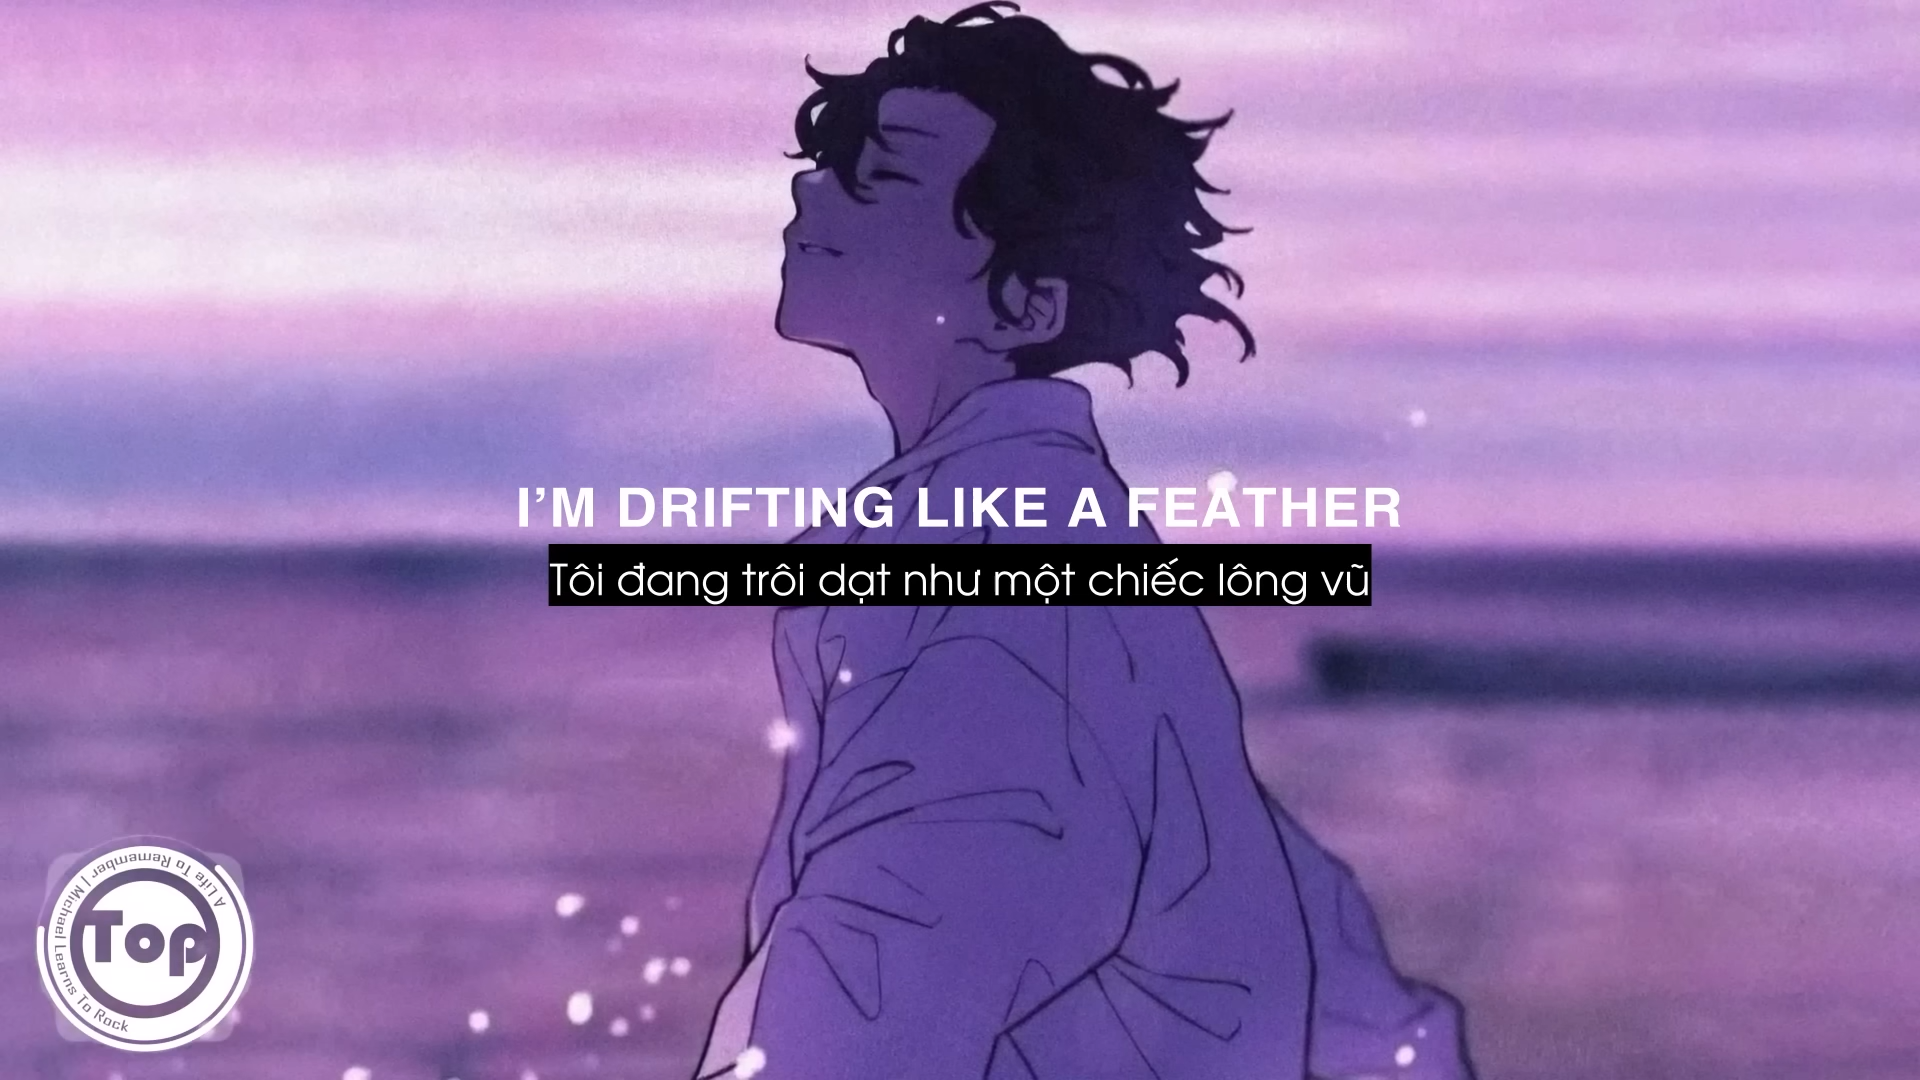 I’M DRIFTING LIKE A FEATHER
Tôi đang trôi dạt như một chiếc lông vũ
Top
A Life To Remember | Michael Learns To Rock